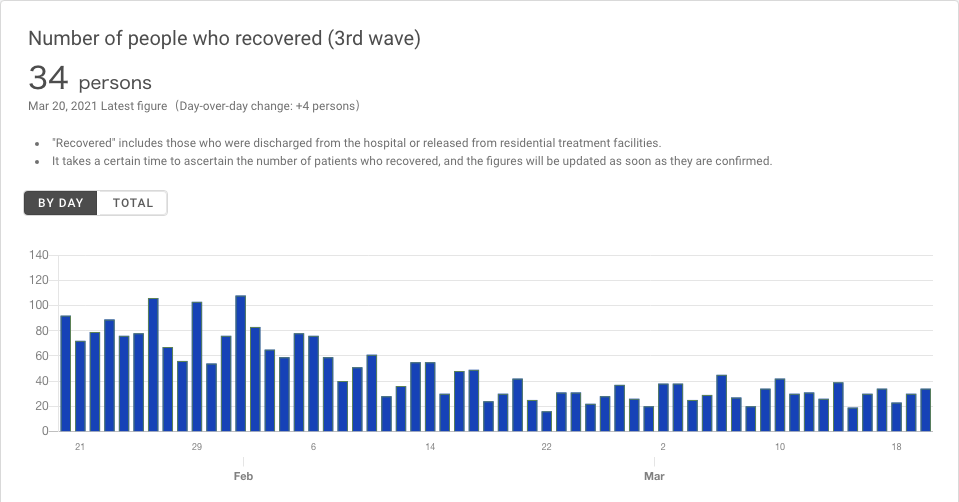 Number of people who recovered (3rd wave)
34 persons
Mar 20, 2021 Latest figure （Day-over-day change: +4 persons）
• "Recovered" includes those who were discharged from the hospital or released from residential treatment facilities.
• It takes a certain time to ascertain the number of patients who recovered, and the figures will be updated as soon as they are confirmed.
BY DAY TOTAL
140
120
100
80
60
40
20
0
21 29 6 14 22 2 10 18
Feb Mar